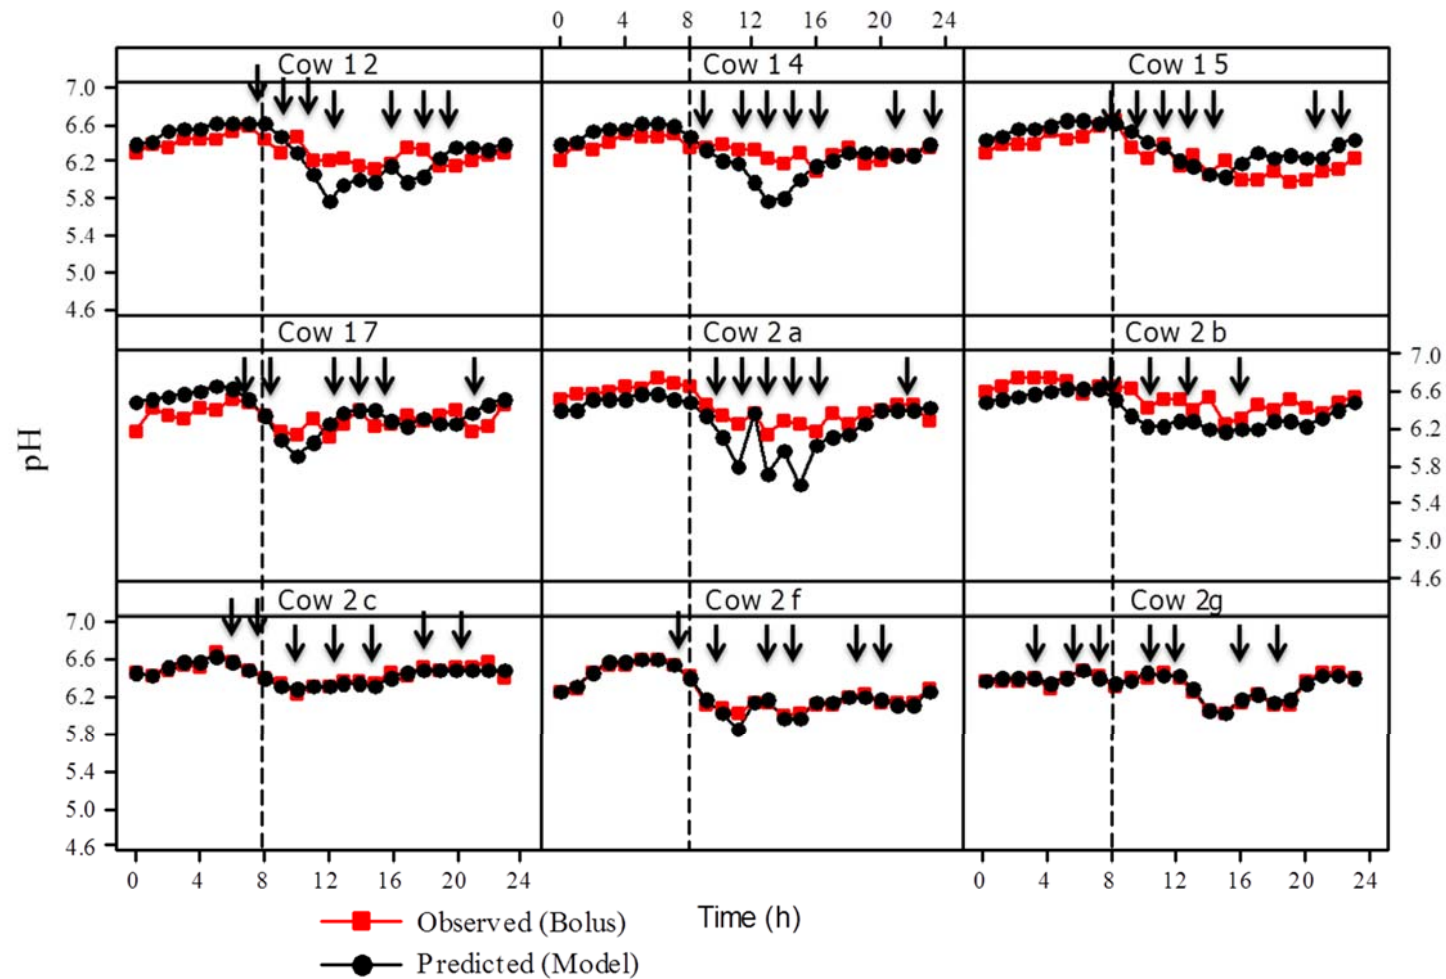 0 4 8 12 16 20 24
Cow 12 Cow 14 Cow 15
7.0
6.6
6.2
5.8
5.4
5.0
4.6
Cow 17 Cow 2a Cow 2b
7.0
6.6
6.2
5.8
5.4
5.0
4.6
pH
Cow 2c Cow 2f Cow 2g
7.0
6.6
6.2
5.8
5.4
5.0
4.6
0 4 8 12 16 20 24 0 4 8 12 16 20 24
Time (h)
Observed (Bolus)
Predicted (Model)